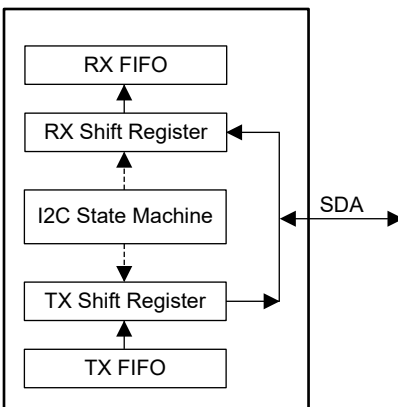 RX FIFO
RX Shift Register
I2C State Machine
SDA
TX Shift Register
TX FIFO